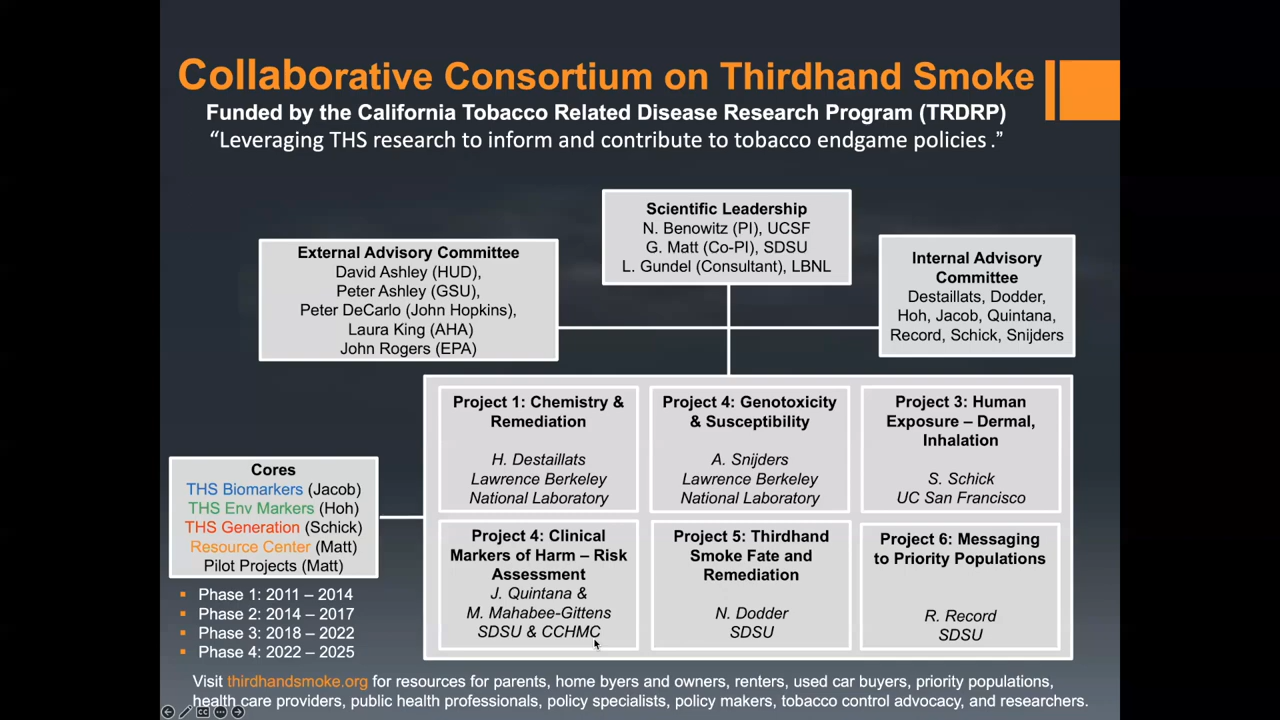 Collaborative Consortium on Thirdhand Smoke
Funded by the California Tobacco Related Disease Research Program (TRDRP)
“Leveraging THS research to inform and contribute to tobacco endgame policies .”
Scientific Leadership
N. Benowitz (PI), UCSF
G. Matt (Co-PI), SDSU
L. Gundel (Consultant), LBNL
External Advisory Committee
David Ashley (HUD),
Peter Ashley (GSU),
Peter DeCarlo (John Hopkins),
Laura King (AHA)
John Rogers (EPA)
Internal Advisory
Committee
Destaillats, Dodder,
Hoh, Jacob, Quintana,
Record, Schick, Snijders
Project 1: Chemistry &
Remediation
H. Destaillats
Lawrence Berkeley
National Laboratory
Project 4: Genotoxicity
& Susceptibility
A. Snijders
Lawrence Berkeley
National Laboratory
Project 3: Human
Exposure – Dermal,
Inhalation
S. Schick
UC San Francisco
Cores
THS Biomarkers (Jacob)
THS Env Markers (Hoh)
THS Generation (Schick)
Resource Center (Matt)
Pilot Projects (Matt)
Project 4: Clinical
Markers of Harm – Risk
Assessment
J. Quintana &
M. Mahabee-Gittens
SDSU & CCHMC
Project 5: Thirdhand
Smoke Fate and
Remediation
N. Dodder
SDSU
Project 6: Messaging
to Priority Populations
R. Record
SDSU
Phase 1: 2011 – 2014
Phase 2: 2014 – 2017
Phase 3: 2018 – 2022
Phase 4: 2022 – 2025
Visit thirdhandsmoke.org for resources for parents, home byers and owners, renters, used car buyers, priority populations,
health care providers, public health professionals, policy specialists, policy makers, tobacco control advocacy, and researchers.